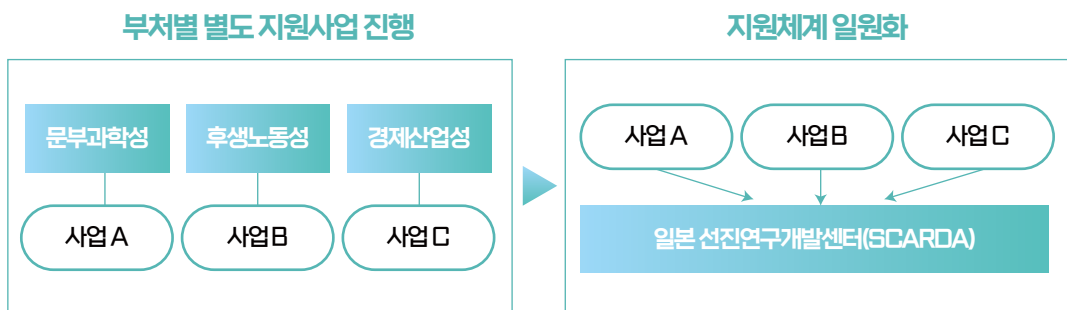 부처별 별도 지원사업 진행
문부과학성
후생노동성
경제산업성
사업 A
사업 B
사업 C
지원체계 일원화
사업 A
사업 B
사업 C
일본 선진연구개발센터(SCARDA)